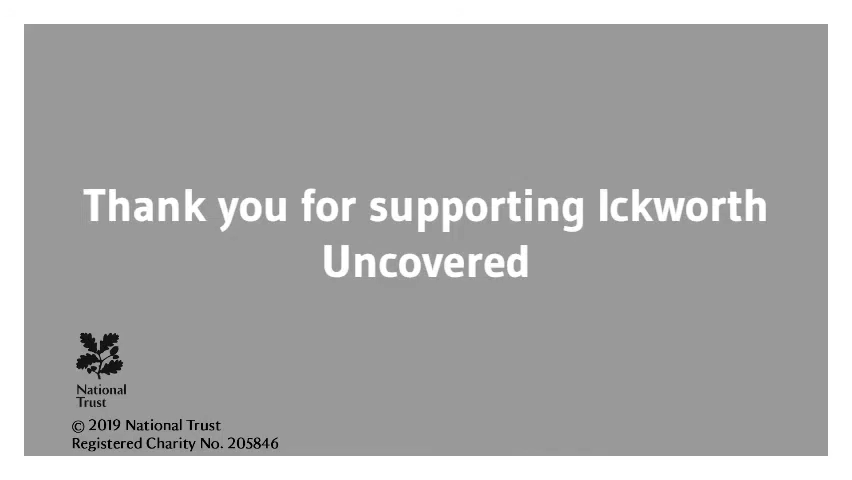 Thank you for supporting Ickworth
Uncovered
National
Trust
© 2019 National Trust
Registered Charity No. 205846